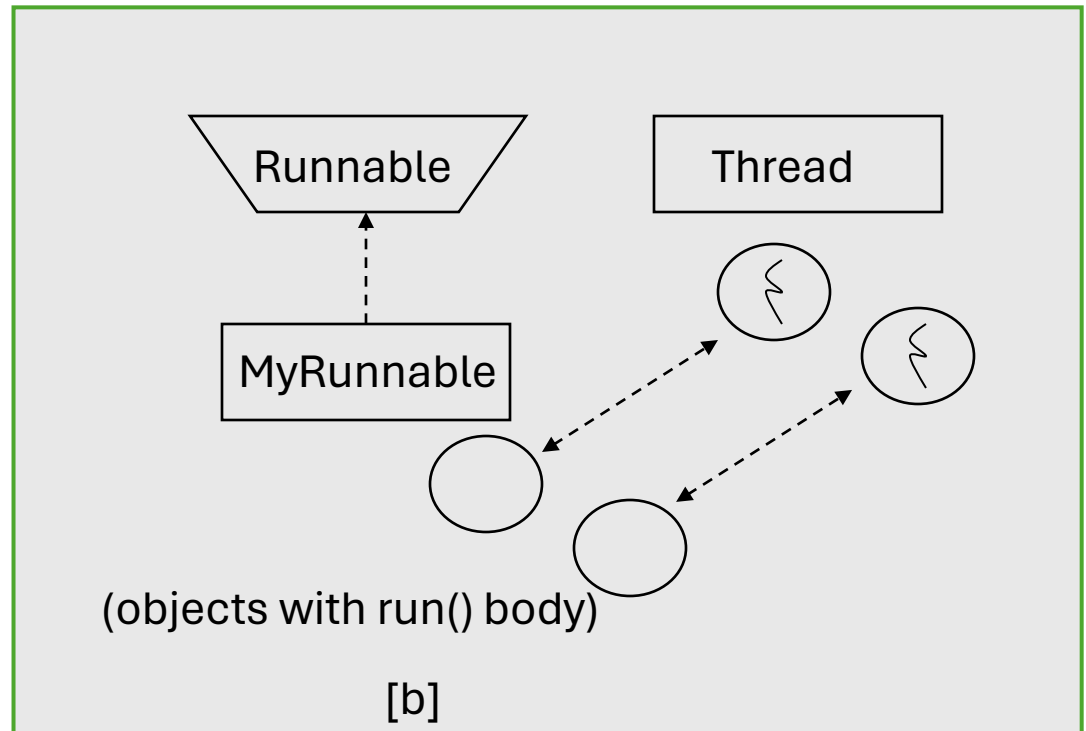 Runnable
Thread
MyRunnable
(objects with run() body)
[b]